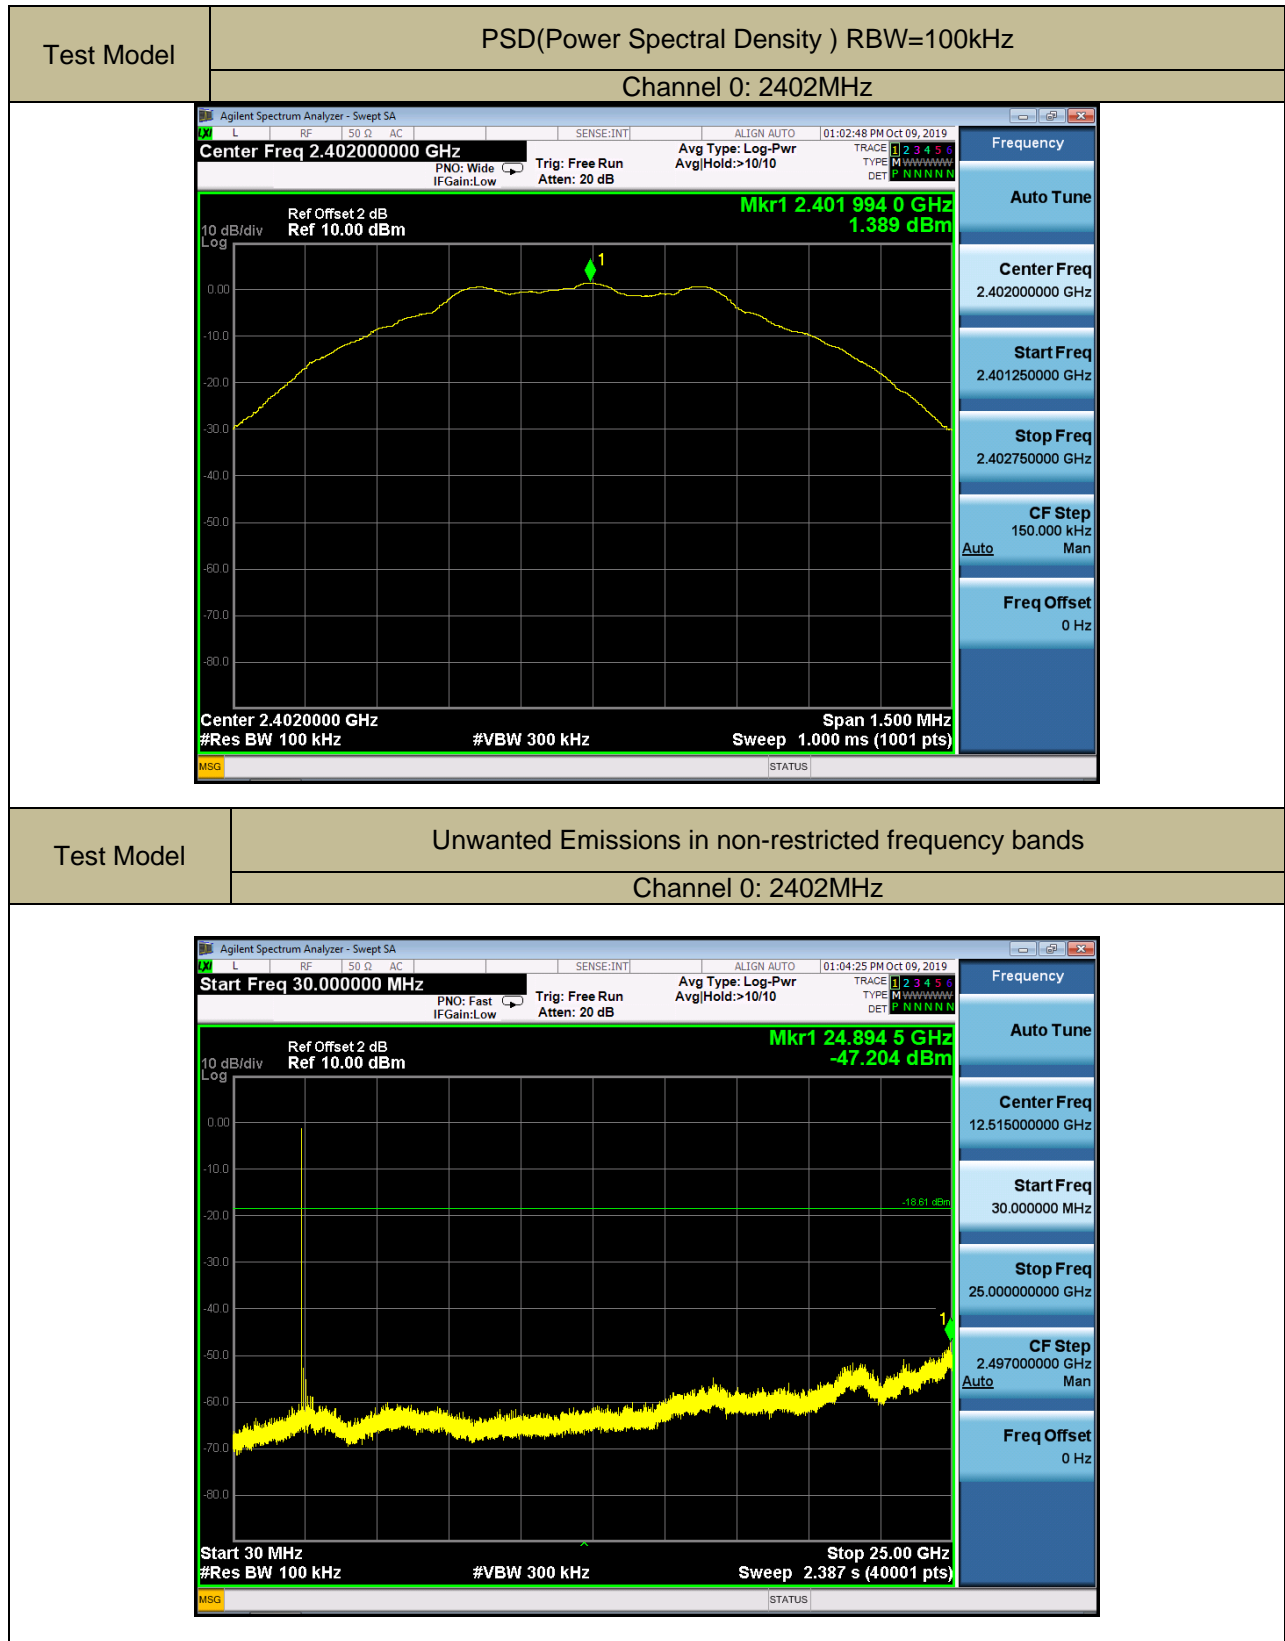 Test Model
PSD(Power Spectral Density ) RBW=100kHz
Channel 0: 2402MHz
Agilent Spectrum Analyzer - Swept SA
LXI L RF 50 Ω AC SENSE:INT ALIGN AUTO 01:02:48 PM Oct 09, 2019
Center Freq 2.402000000 GHz
PNO: Wide
IFGain:Low
Trig: Free Run
Atten: 20 dB
Avg Type: Log-Pwr
Avg|Hold:>10/10
TRACE 1 2 3 4 5 6
TYPE M WWWWW
DET P N N N N N
Mkr1 2.401 994 0 GHz
1.389 dBm
Ref Offset 2 dB
10 dB/div Ref 10.00 dBm
Log
1
0.00
-10.0
-20.0
-30.0
-40.0
-50.0
-60.0
-70.0
-80.0
Center 2.4020000 GHz Span 1.500 MHz
#Res BW 100 kHz #VBW 300 kHz Sweep 1.000 ms (1001 pts)
MSG STATUS
Frequency
Auto Tune
Center Freq
2.402000000 GHz
Start Freq
2.401250000 GHz
Stop Freq
2.402750000 GHz
CF Step
150.000 kHz
Auto Man
Freq Offset
0 Hz
Test Model
Unwanted Emissions in non-restricted frequency bands
Channel 0: 2402MHz
Agilent Spectrum Analyzer - Swept SA
LXI L RF 50 Ω AC SENSE:INT ALIGN AUTO 01:04:25 PM Oct 09, 2019
Start Freq 30.000000 MHz
PNO: Fast
IFGain:Low
Trig: Free Run
Atten: 20 dB
Avg Type: Log-Pwr
Avg|Hold:>10/10
TRACE 1 2 3 4 5 6
TYPE M WWWWW
DET P N N N N N
Mkr1 24.894 5 GHz
-47.204 dBm
Ref Offset 2 dB
10 dB/div Ref 10.00 dBm
Log
0.00
-10.0
-18.61 dBm
-20.0
-30.0
-40.0
1
-50.0
-60.0
-70.0
-80.0
Start 30 MHz Stop 25.00 GHz
#Res BW 100 kHz #VBW 300 kHz Sweep 2.387 s (40001 pts)
MSG STATUS
Frequency
Auto Tune
Center Freq
12.515000000 GHz
Start Freq
30.000000 MHz
Stop Freq
25.000000000 GHz
CF Step
2.497000000 GHz
Auto Man
Freq Offset
0 Hz